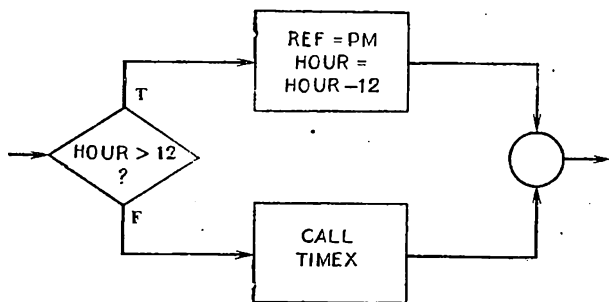 T
REF = PM
HOUR =
HOUR -12
HOUR > 12
?
F
CALL
TIMEX